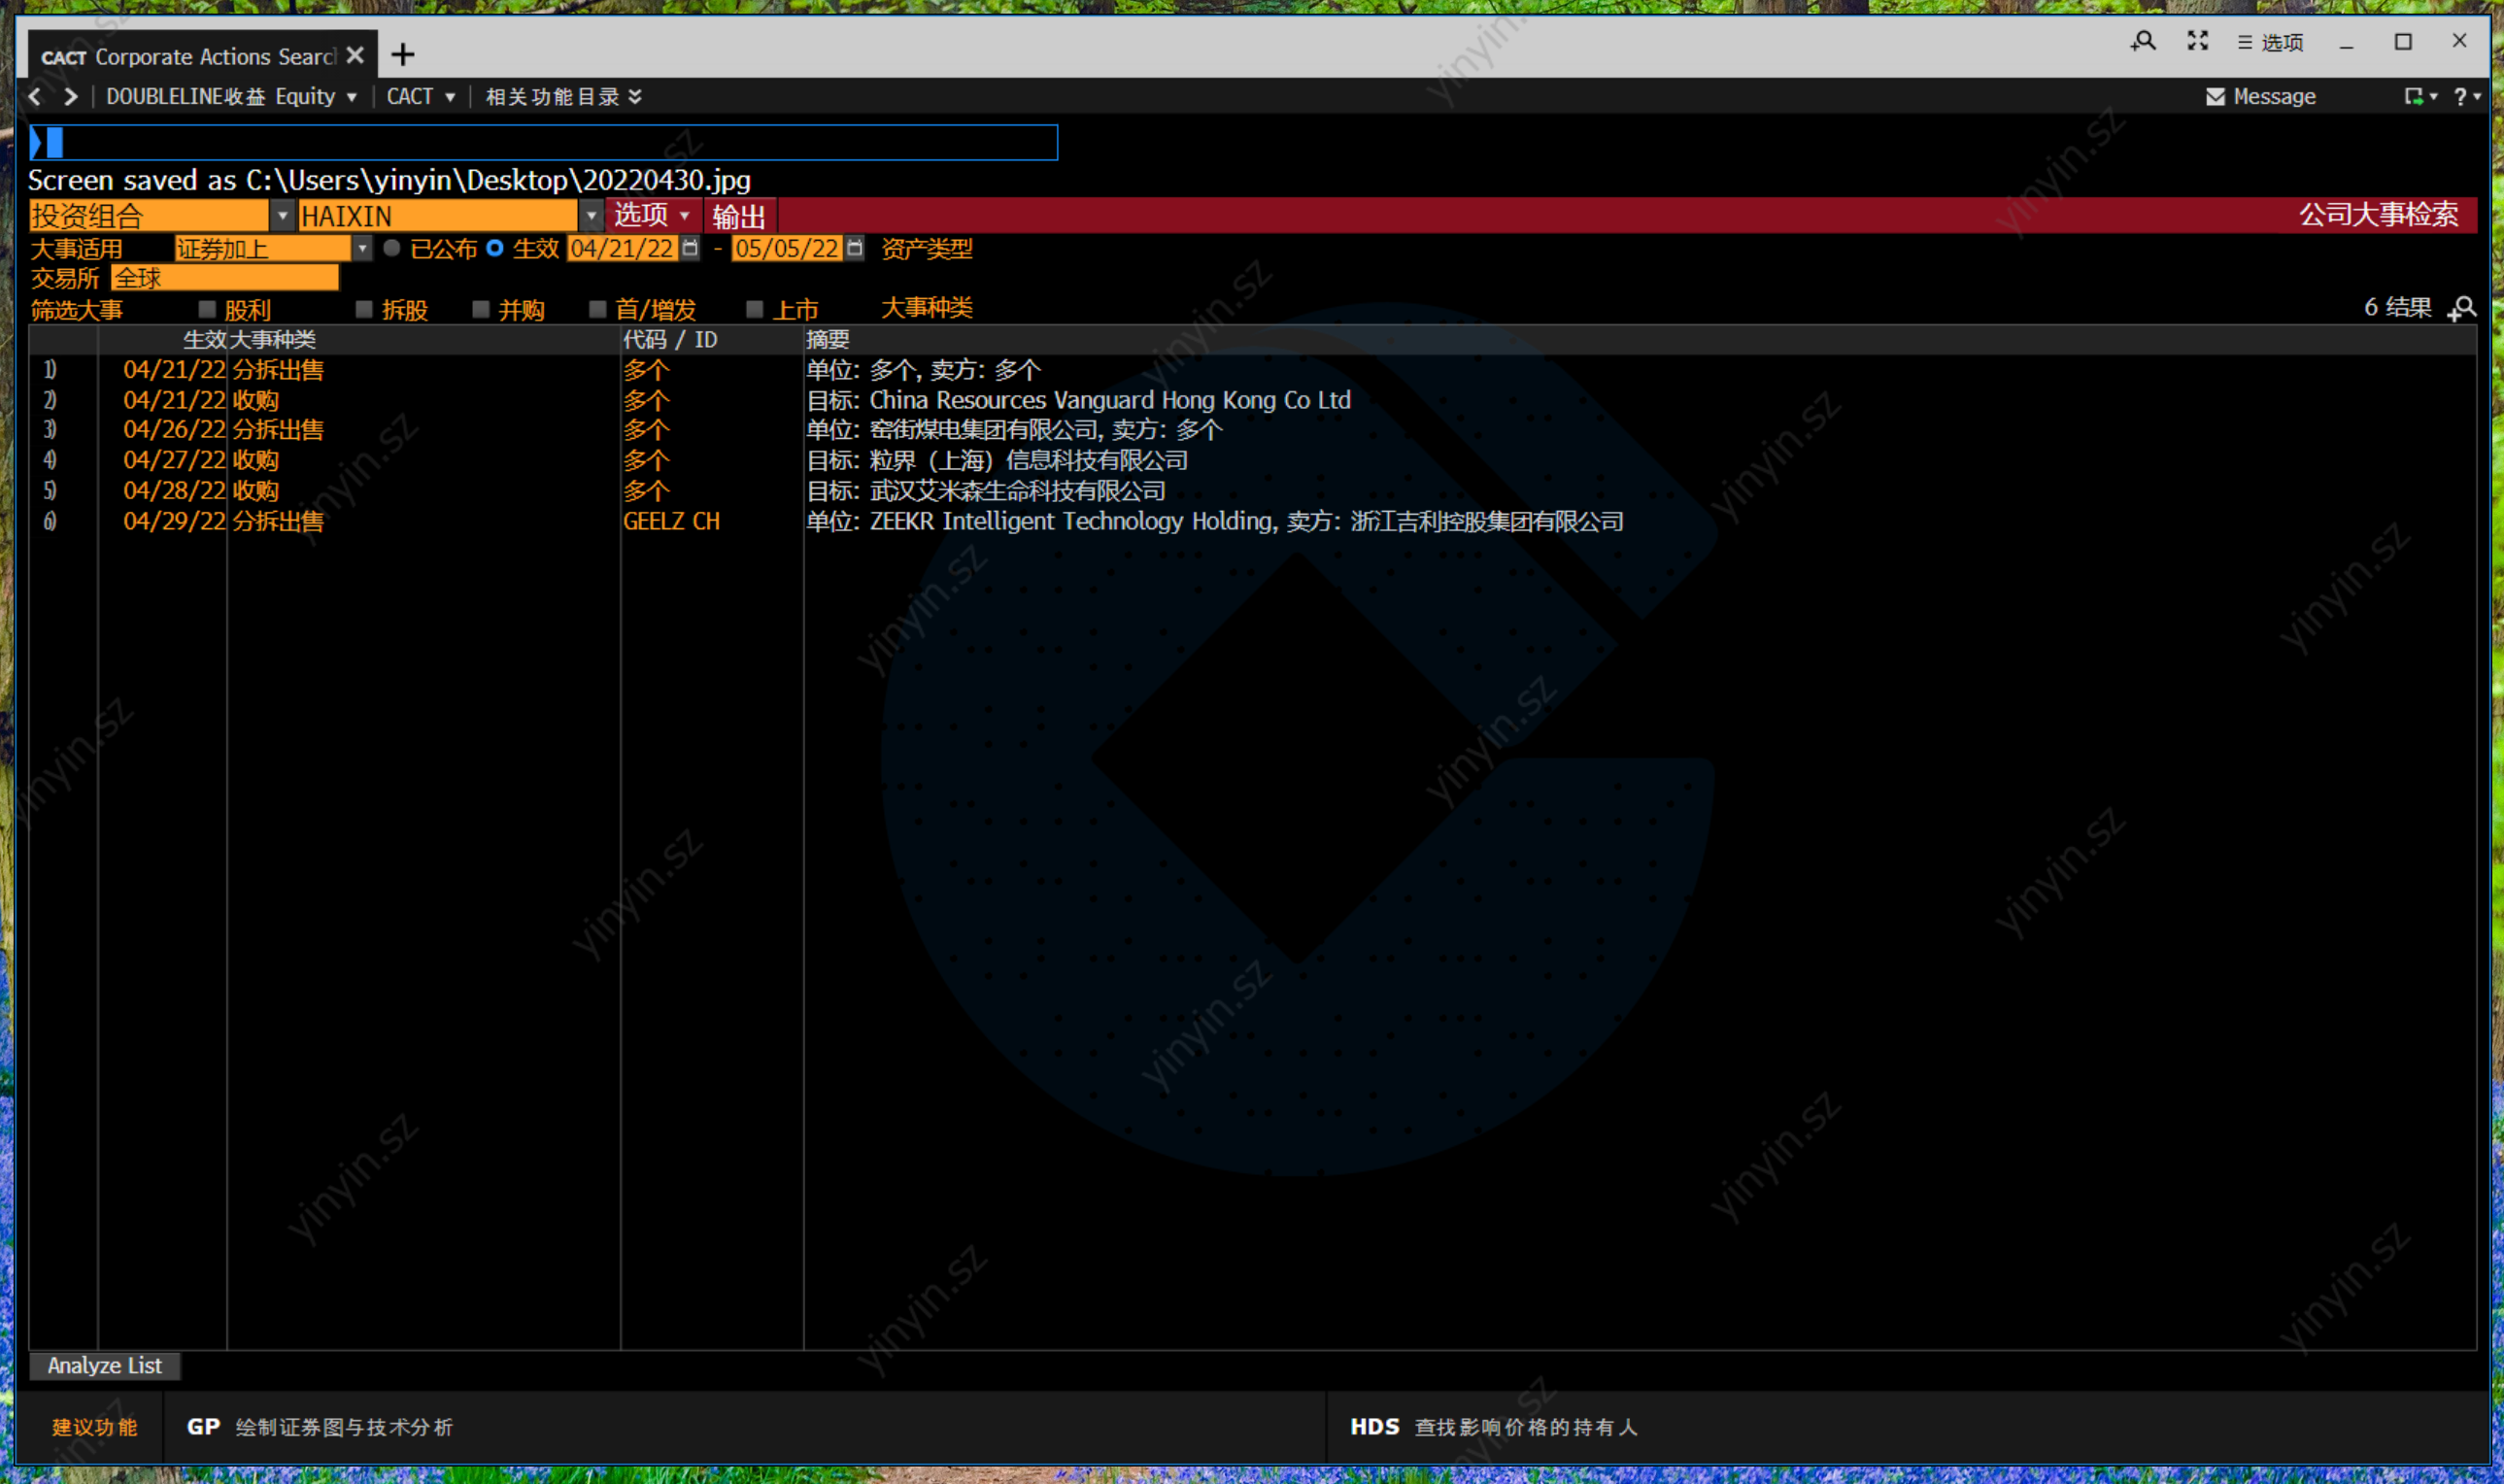 CACT Corporate Actions Searc
选项
DOUBLELINE收益 Equity CACT 相关功能目录 Message ?
Screen saved as C:\Users\yinyin\Desktop\20220430.jpg
投资组合 HAIXIN 选项 输出 公司大事检索
大事适用 证券加上 已公布 生效 04/21/22 - 05/05/22 资产类型
交易所 全球
筛选大事 股利 拆股 并购 首/增发 上市 大事种类 6 结果
生效 大事种类 代码 / ID 摘要
1) 04/21/22 分拆出售 多个 单位: 多个, 卖方: 多个
2) 04/21/22 收购 多个 目标: China Resources Vanguard Hong Kong Co Ltd
3) 04/26/22 分拆出售 多个 单位: 窑街煤电集团有限公司, 卖方: 多个
4) 04/27/22 收购 多个 目标: 粒界（上海）信息科技有限公司
5) 04/28/22 收购 多个 目标: 武汉艾米森生命科技有限公司
6) 04/29/22 分拆出售 GEELZ CH 单位: ZEEKR Intelligent Technology Holding, 卖方: 浙江吉利控股集团有限公司
Analyze List
建议功能 GP 绘制证券图与技术分析 HDS 查找影响价格的持有人
yinyin.sz